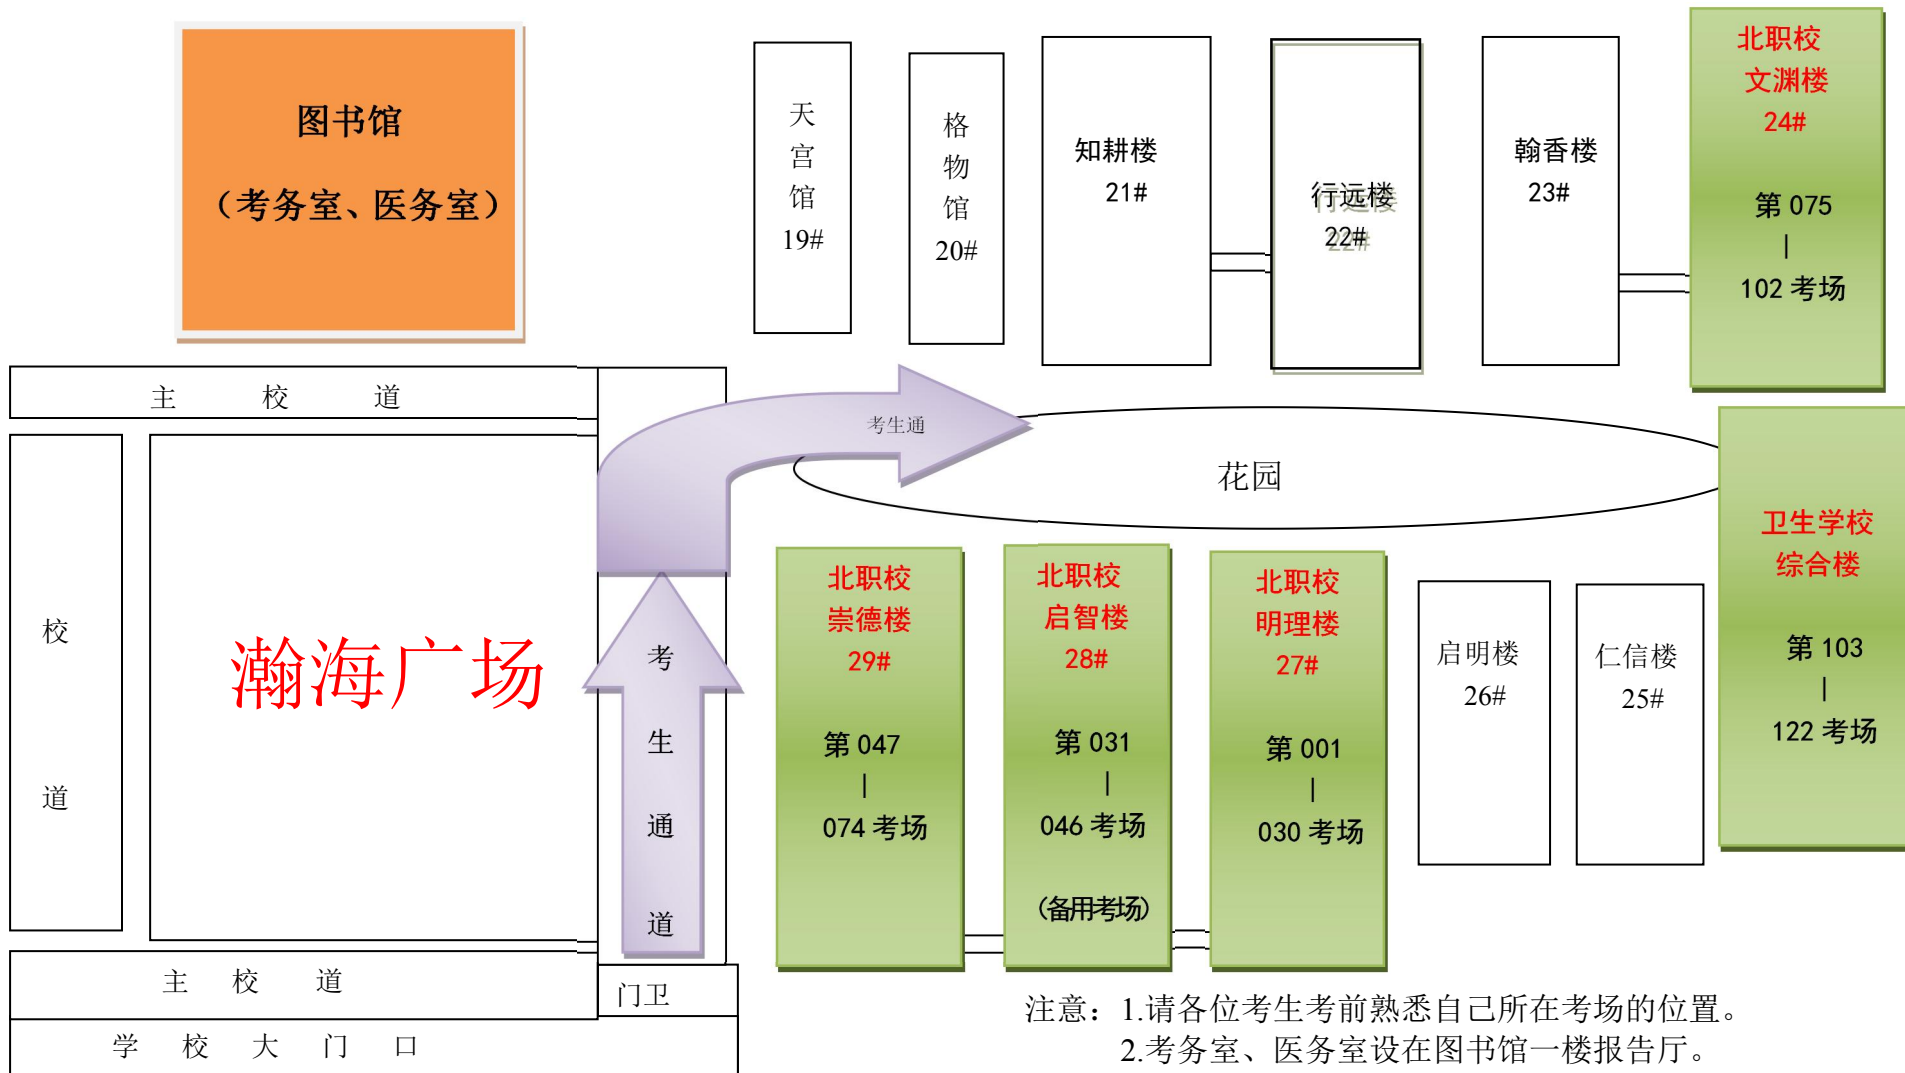 图书馆
（考务室、医务室）
天宫馆
19#
格物馆
20#
知耕楼
21#
行远楼
22#
翰香楼
23#
北职校
文渊楼
24#
第 075
|
102 考场
主 校 道
考生通
花园
校 道
瀚海广场
考生通道
北职校
崇德楼
29#
第 047
|
074 考场
北职校
启智楼
28#
第 031
|
046 考场
（备用考场）
北职校
明理楼
27#
第 001
|
030 考场
启明楼
26#
仁信楼
25#
卫生学校
综合楼
第 103
|
122 考场
主 校 道
门卫
学 校 大 门 口
注意：1.请各位考生考前熟悉自己所在考场的位置。
2.考务室、医务室设在图书馆一楼报告厅。